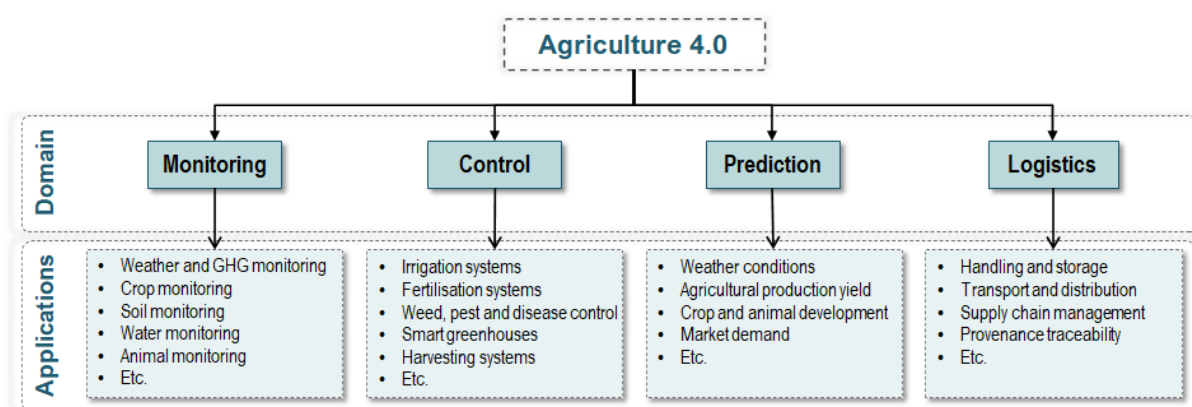 Agriculture 4.0
Domain
Monitoring
Control
Prediction
Logistics
Applications
• Weather and GHG monitoring
• Crop monitoring
• Soil monitoring
• Water monitoring
• Animal monitoring
• Etc.
• Irrigation systems
• Fertilisation systems
• Weed, pest and disease control
• Smart greenhouses
• Harvesting systems
• Etc.
• Weather conditions
• Agricultural production yield
• Crop and animal development
• Market demand
• Etc.
• Handling and storage
• Transport and distribution
• Supply chain management
• Provenance traceability
• Etc.